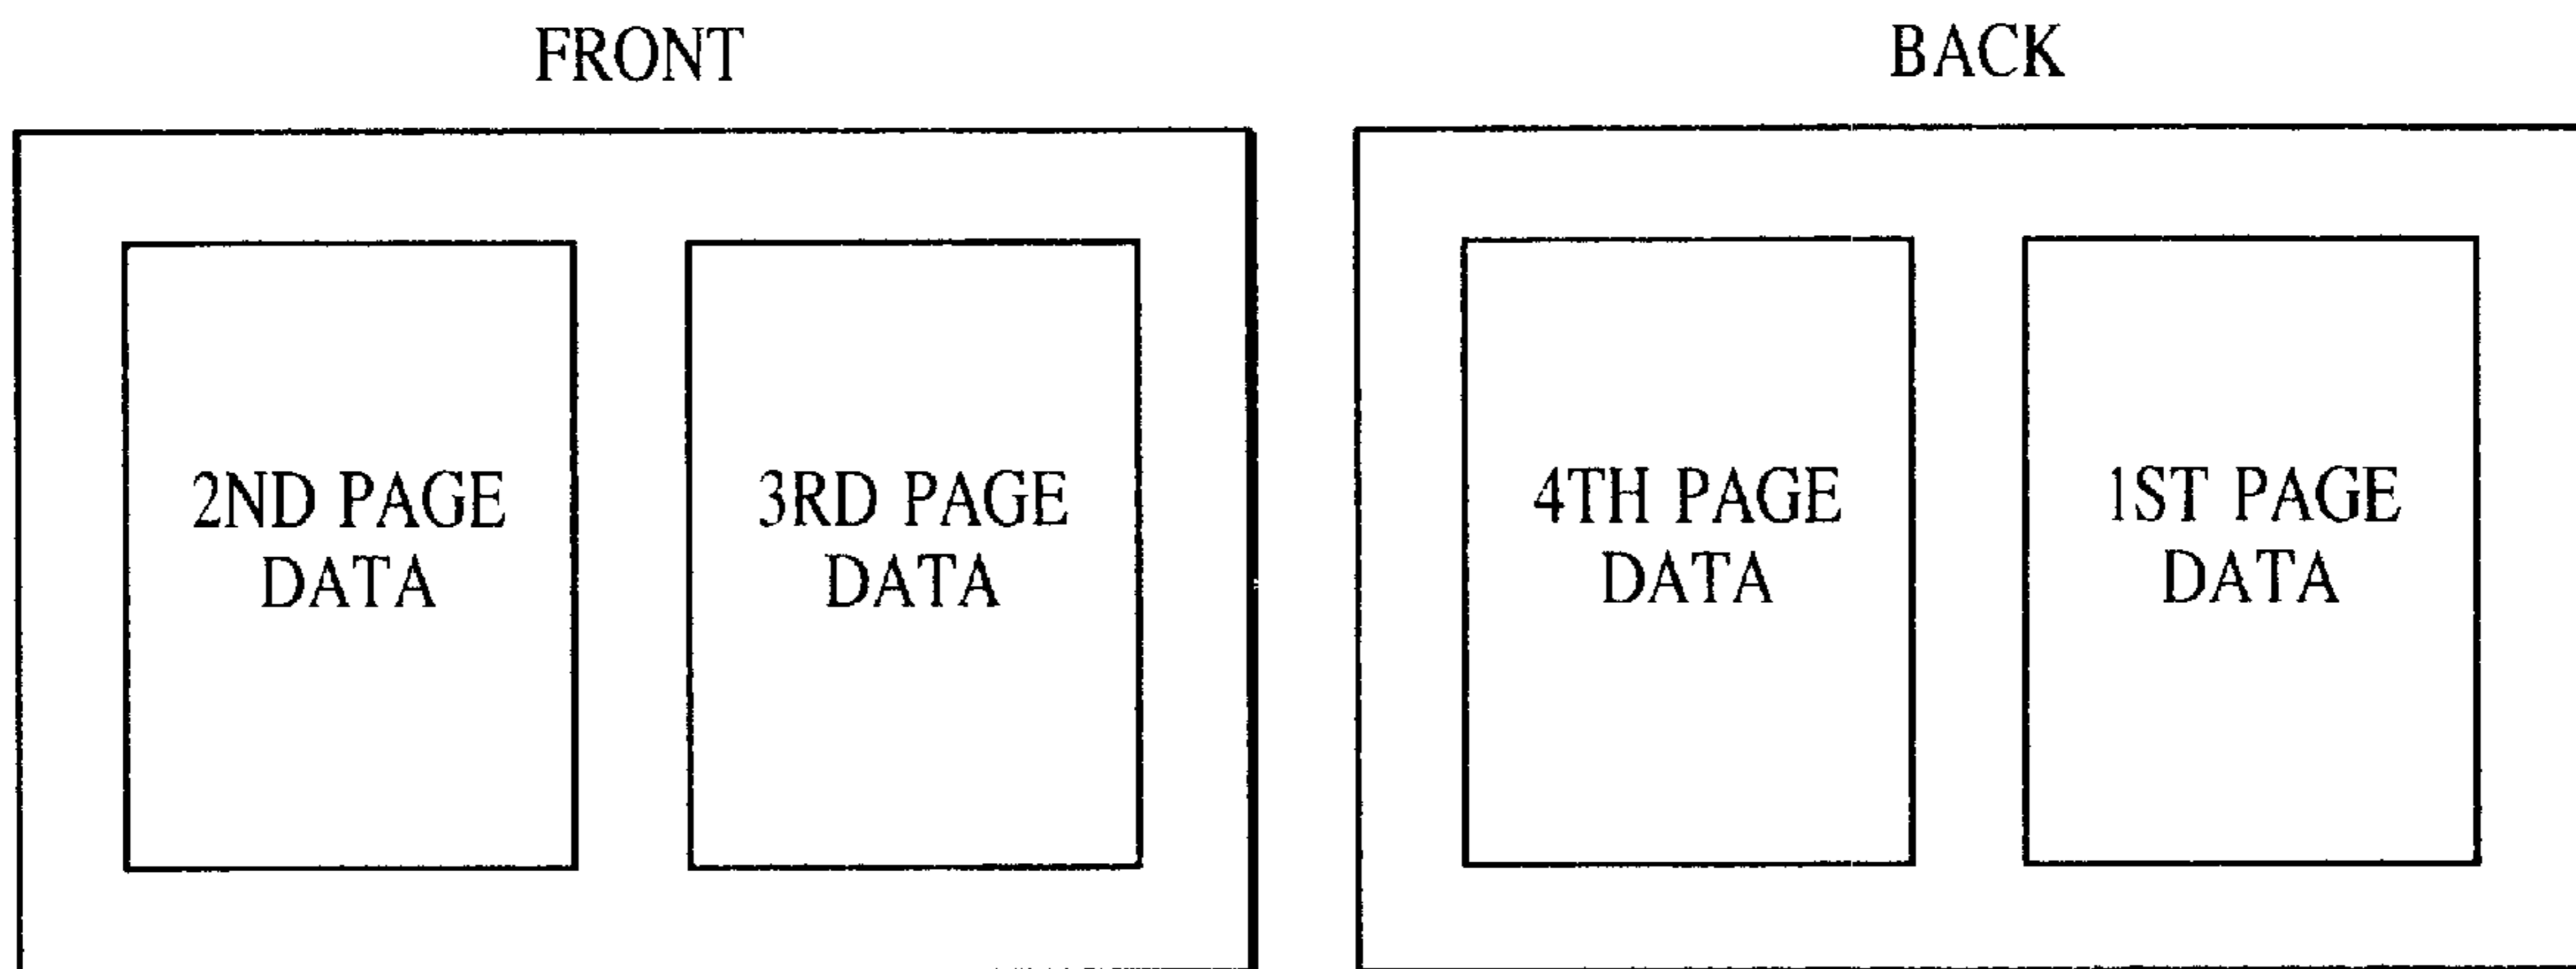 FRONT
BACK
2ND PAGE
DATA
3RD PAGE
DATA
4TH PAGE
DATA
1ST PAGE
DATA